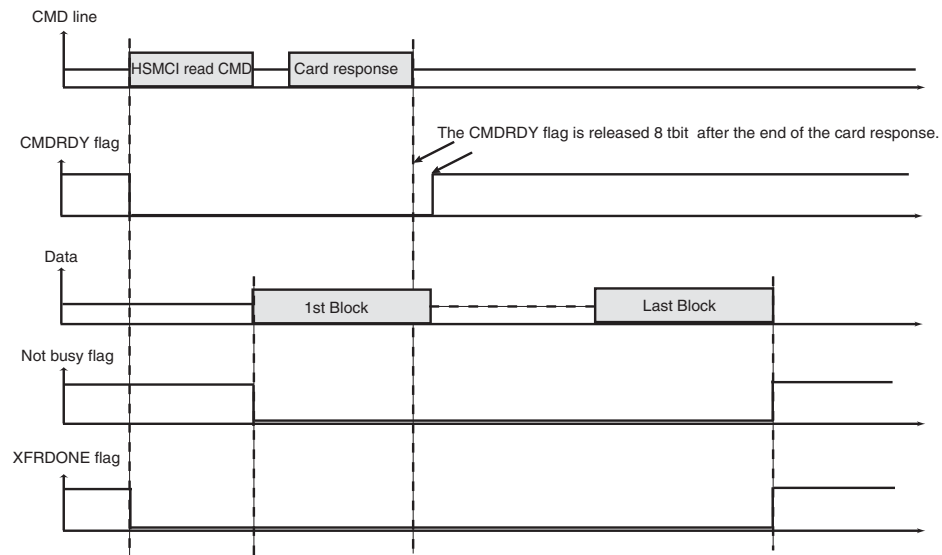 CMD line
HSMCI read CMD
Card response
CMDRDY flag
The CMDRDY flag is released 8 tbit after the end of the card response.
Data
1st Block
Last Block
Not busy flag
XFRDONE flag